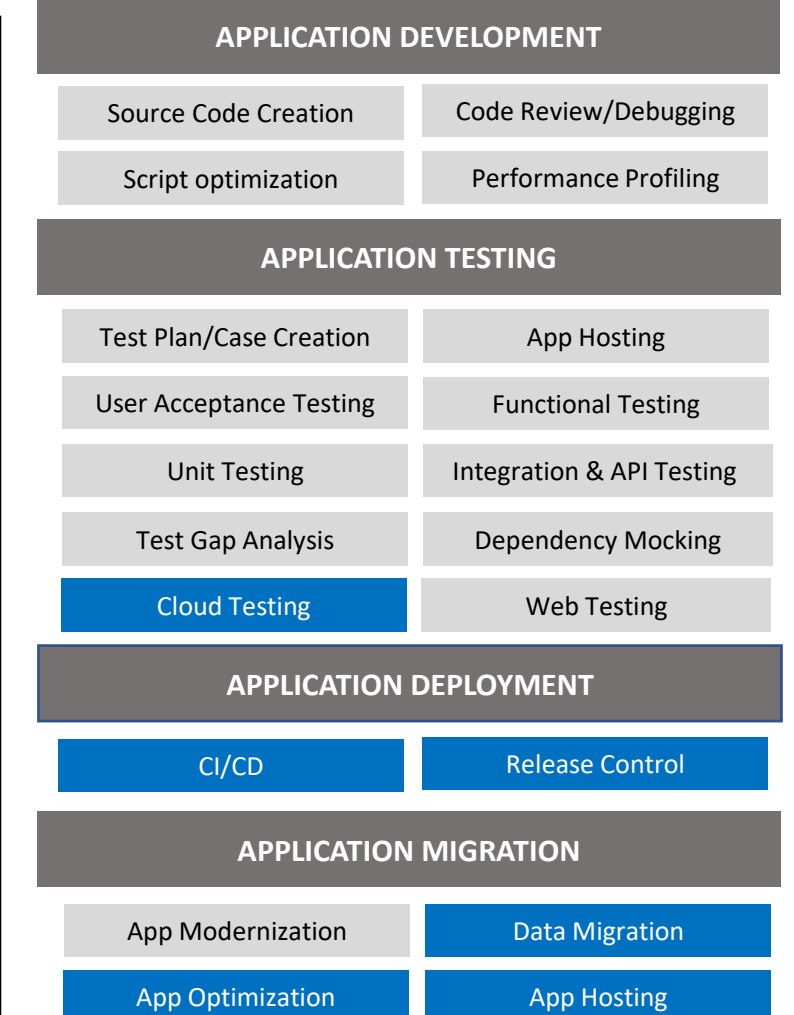 APPLICATION DEVELOPMENT
Source Code Creation
Code Review/Debugging
Script optimization
Performance Profiling
APPLICATION TESTING
Test Plan/Case Creation
App Hosting
User Acceptance Testing
Functional Testing
Unit Testing
Integration & API Testing
Test Gap Analysis
Dependency Mocking
Cloud Testing
Web Testing
APPLICATION DEPLOYMENT
CI/CD
Release Control
APPLICATION MIGRATION
App Modernization
Data Migration
App Optimization
App Hosting